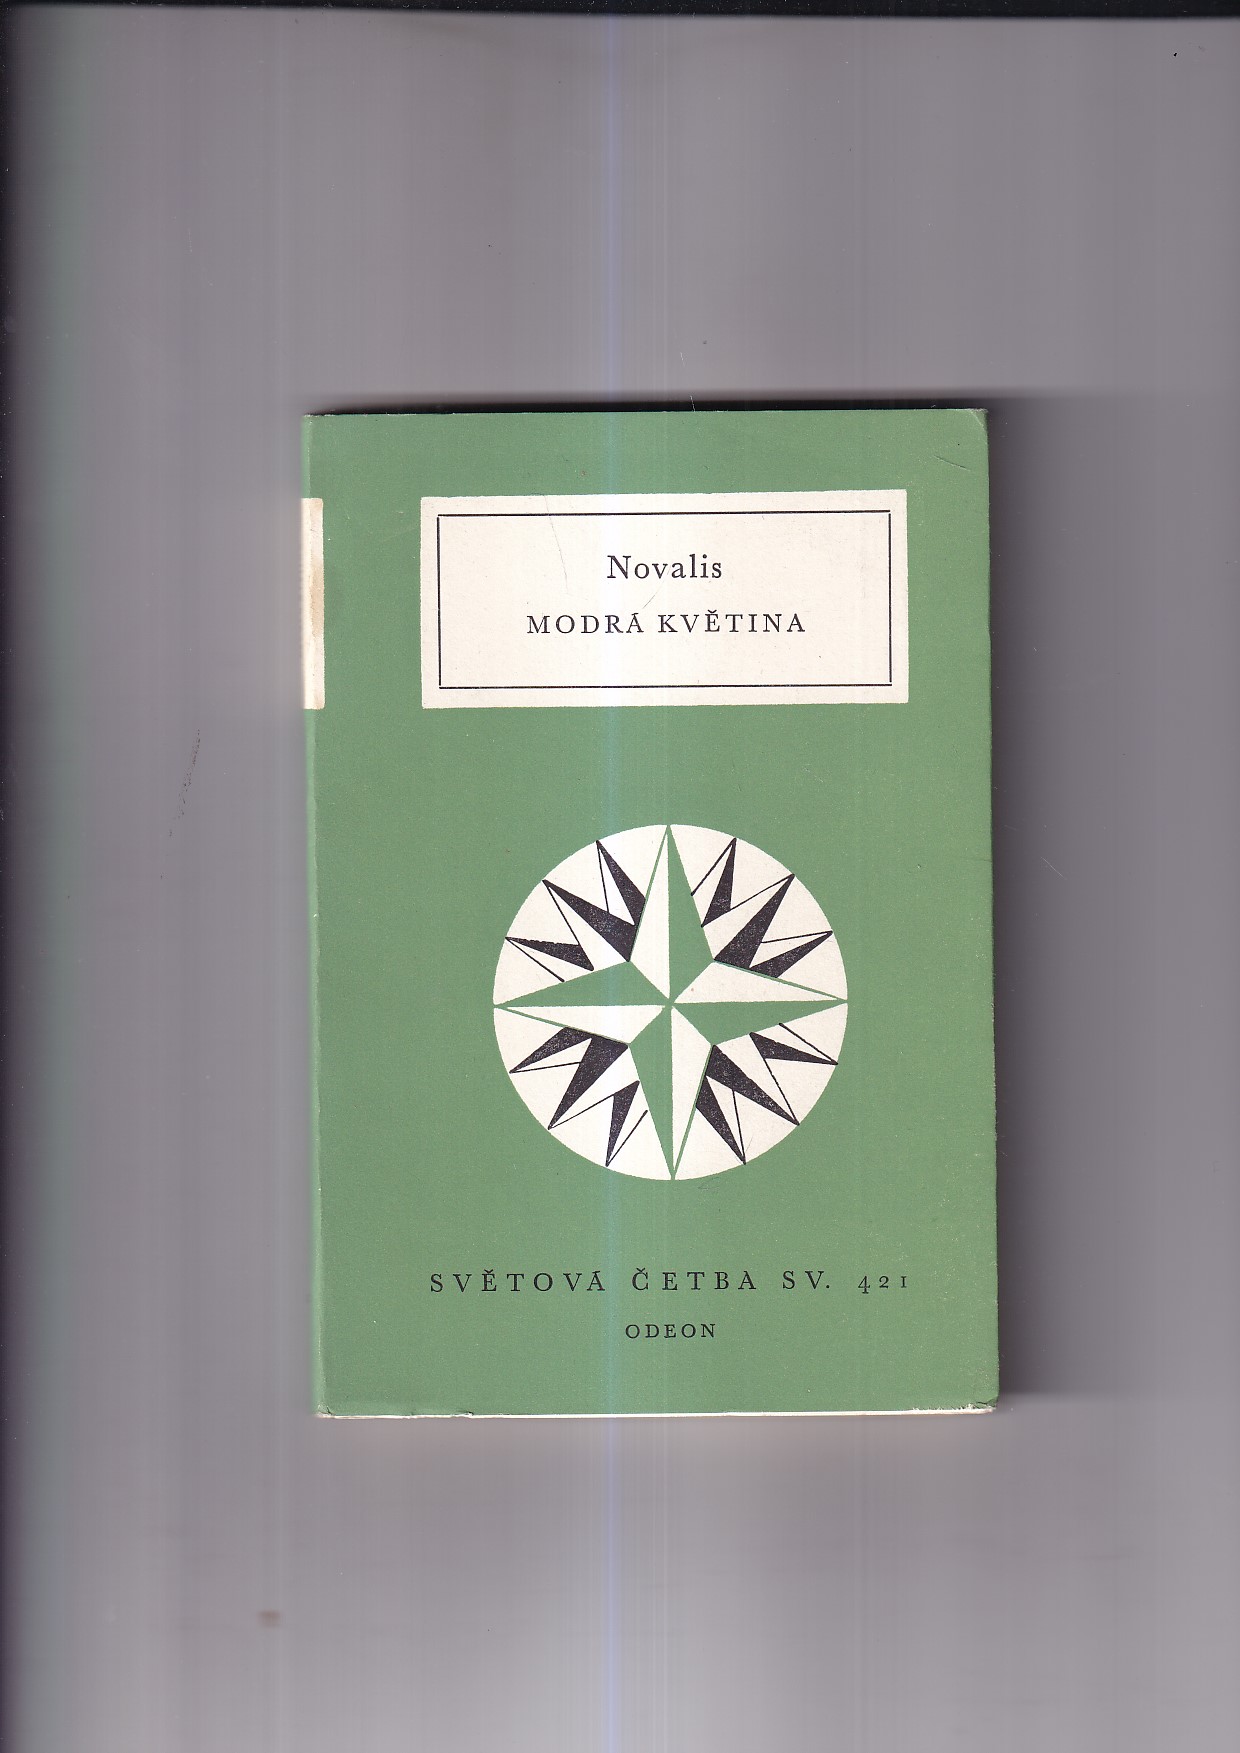 Novalis
MODRÁ KVĚTINA
SVĚTOVÁ ČETBA SV. 421
ODEON